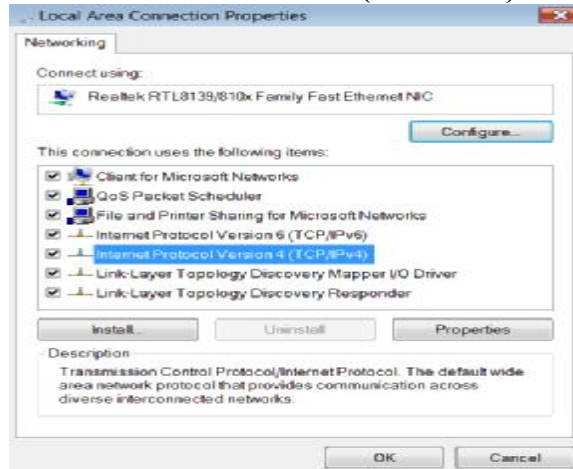 Local Area Connection Properties
Networking
Connect using:
Realtek RTL8139/810x Family Fast Ethernet NIC
Configure...
This connection uses the following items:
Client for Microsoft Networks
QoS Packet Scheduler
File and Printer Sharing for Microsoft Networks
Internet Protocol Version 6 (TCP/IPv6)
Internet Protocol Version 4 (TCP/IPv4)
Link-Layer Topology Discovery Mapper I/O Driver
Link-Layer Topology Discovery Responder
Install...
Uninstall
Properties
Description
Transmission Control Protocol/Internet Protocol. The default wide
area network protocol that provides communication across
diverse interconnected networks.
OK
Cancel